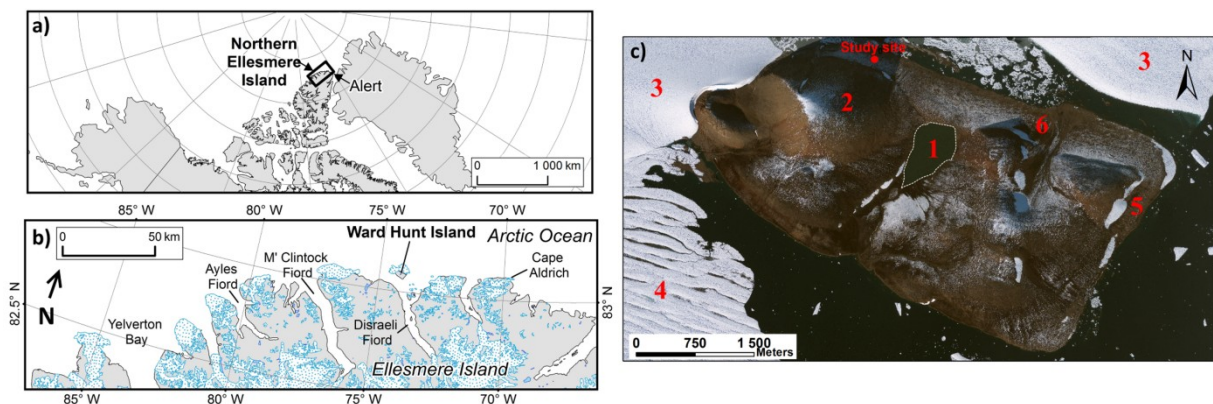 a)
Northern
Ellesmere
Island
Alert
0 1 000 km
85° W 80° W 75° W 70° W
b)
0 50 km
Ward Hunt Island
Arctic Ocean
M' Clintock
Fiord
Cape
Aldrich
Ayles
Fiord
82.5° N
N
83° N
Yelverton
Bay
Disraeli
Fiord
Ellesmere Island
85° W 80° W 75° W 70° W
c)
Study site
N
3
3
2
6
1
5
4
0 750 1 500
Meters